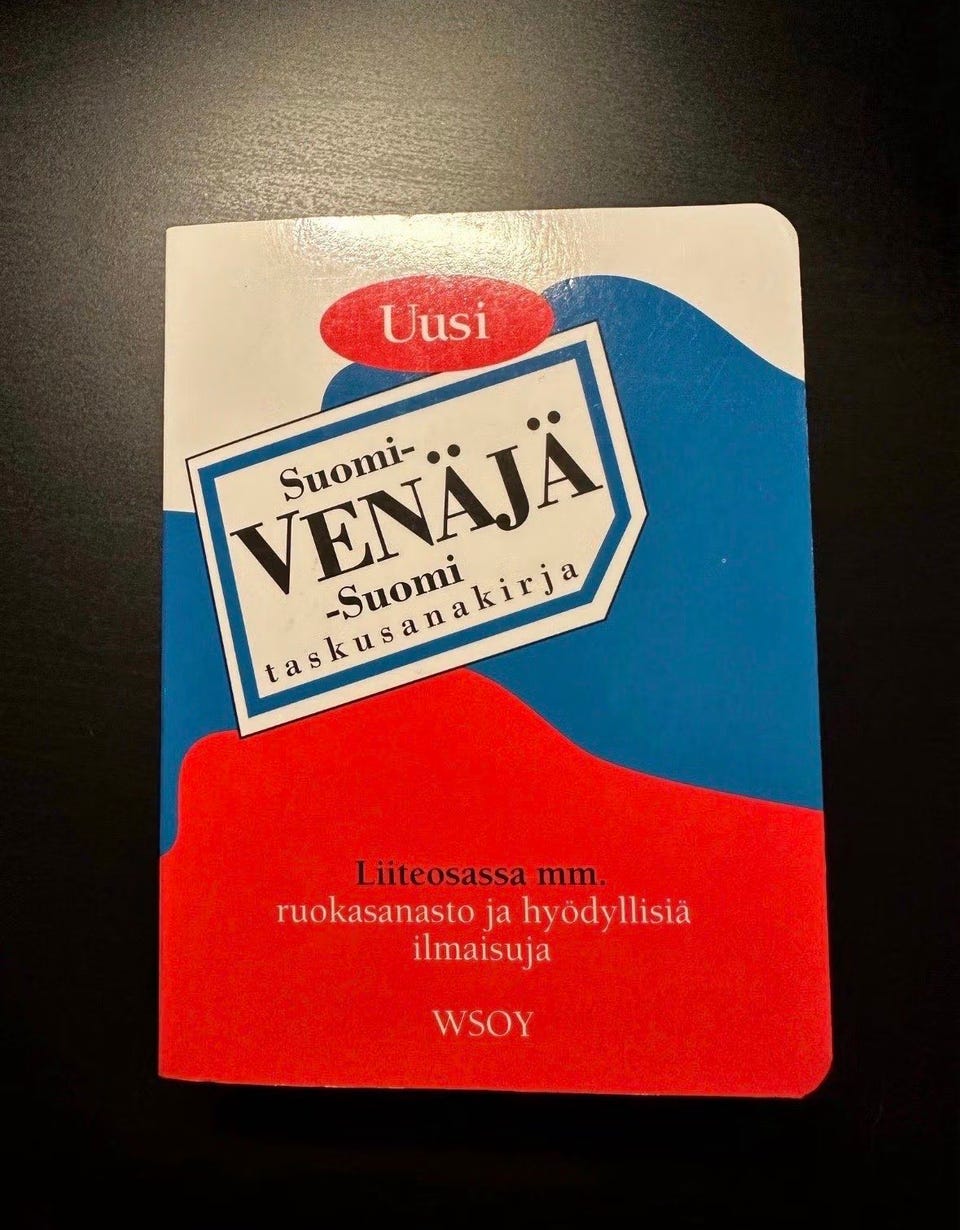 Uusi
Suomi-
VENÄJÄ
-Suomi
taskusanakirja
Liiteosassa mm.
ruokasanasto ja hyödyllisiä
ilmaisuja
WSOY